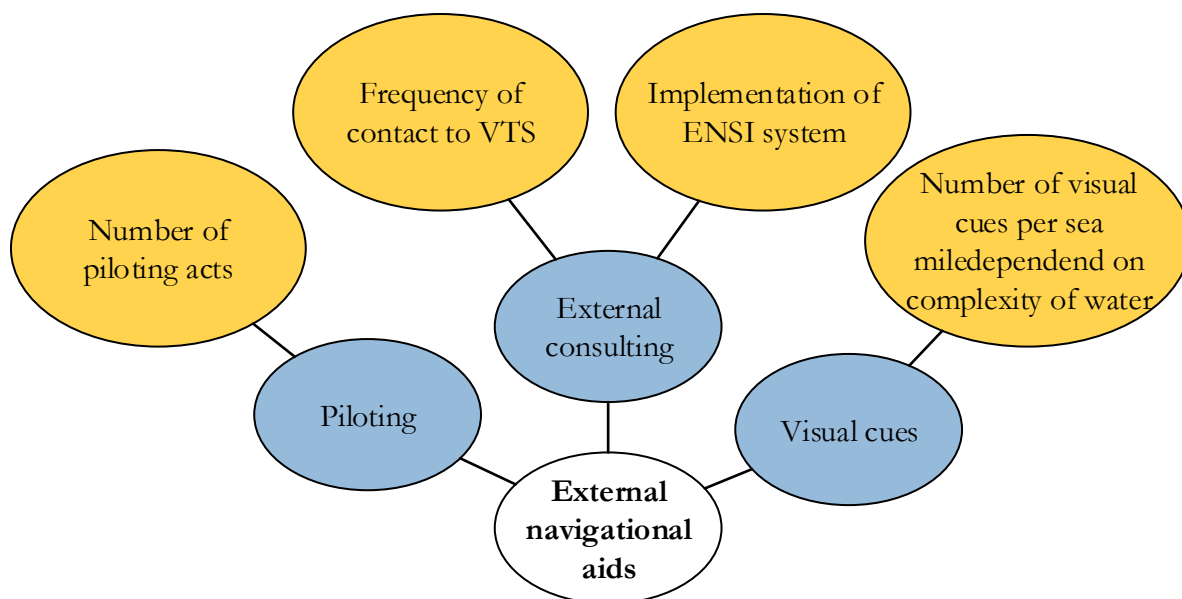 Frequency of
contact to VTS
Implementation of
ENSI system
Number of
piloting acts
Number of visual
cues per sea
miledependend on
complexity of water
External
consulting
Piloting
Visual cues
External
navigational
aids